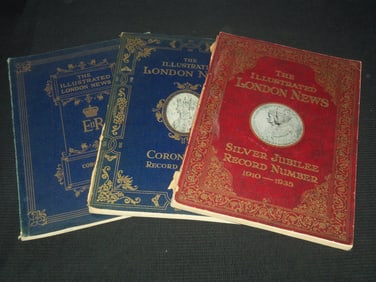 THE
ILLUSTRATED
LONDON NEWS
EIIR
THE
ILLUSTRATED
LONDON NEWS
CORON
RECORD
THE
ILLUSTRATED
LONDON NEWS
SILVER JUBILEE
RECORD NUMBER
1910—1935